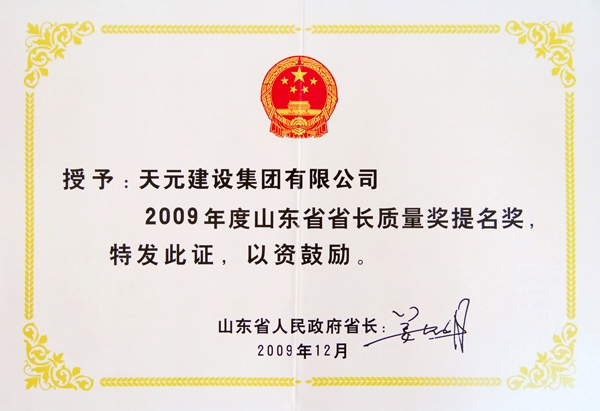 授予：天元建设集团有限公司
2009年度山东省省长质量奖提名奖，
特发此证，以资鼓励。
山东省人民政府省长：
2009年12月